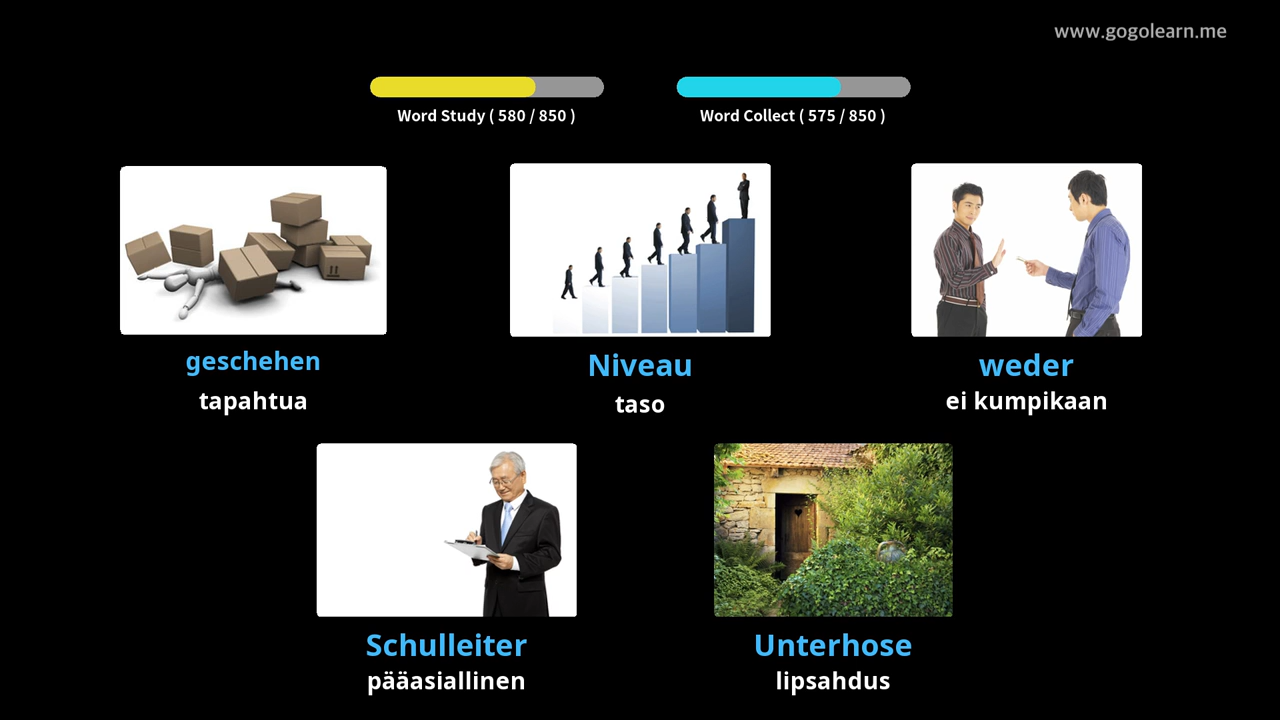 www.gogolearn.me
Word Study ( 580 / 850 )
Word Collect ( 575 / 850 )
geschehen
tapahtua
Niveau
taso
weder
ei kumpikaan
Schulleiter
pääasiallinen
Unterhose
lipsahdus